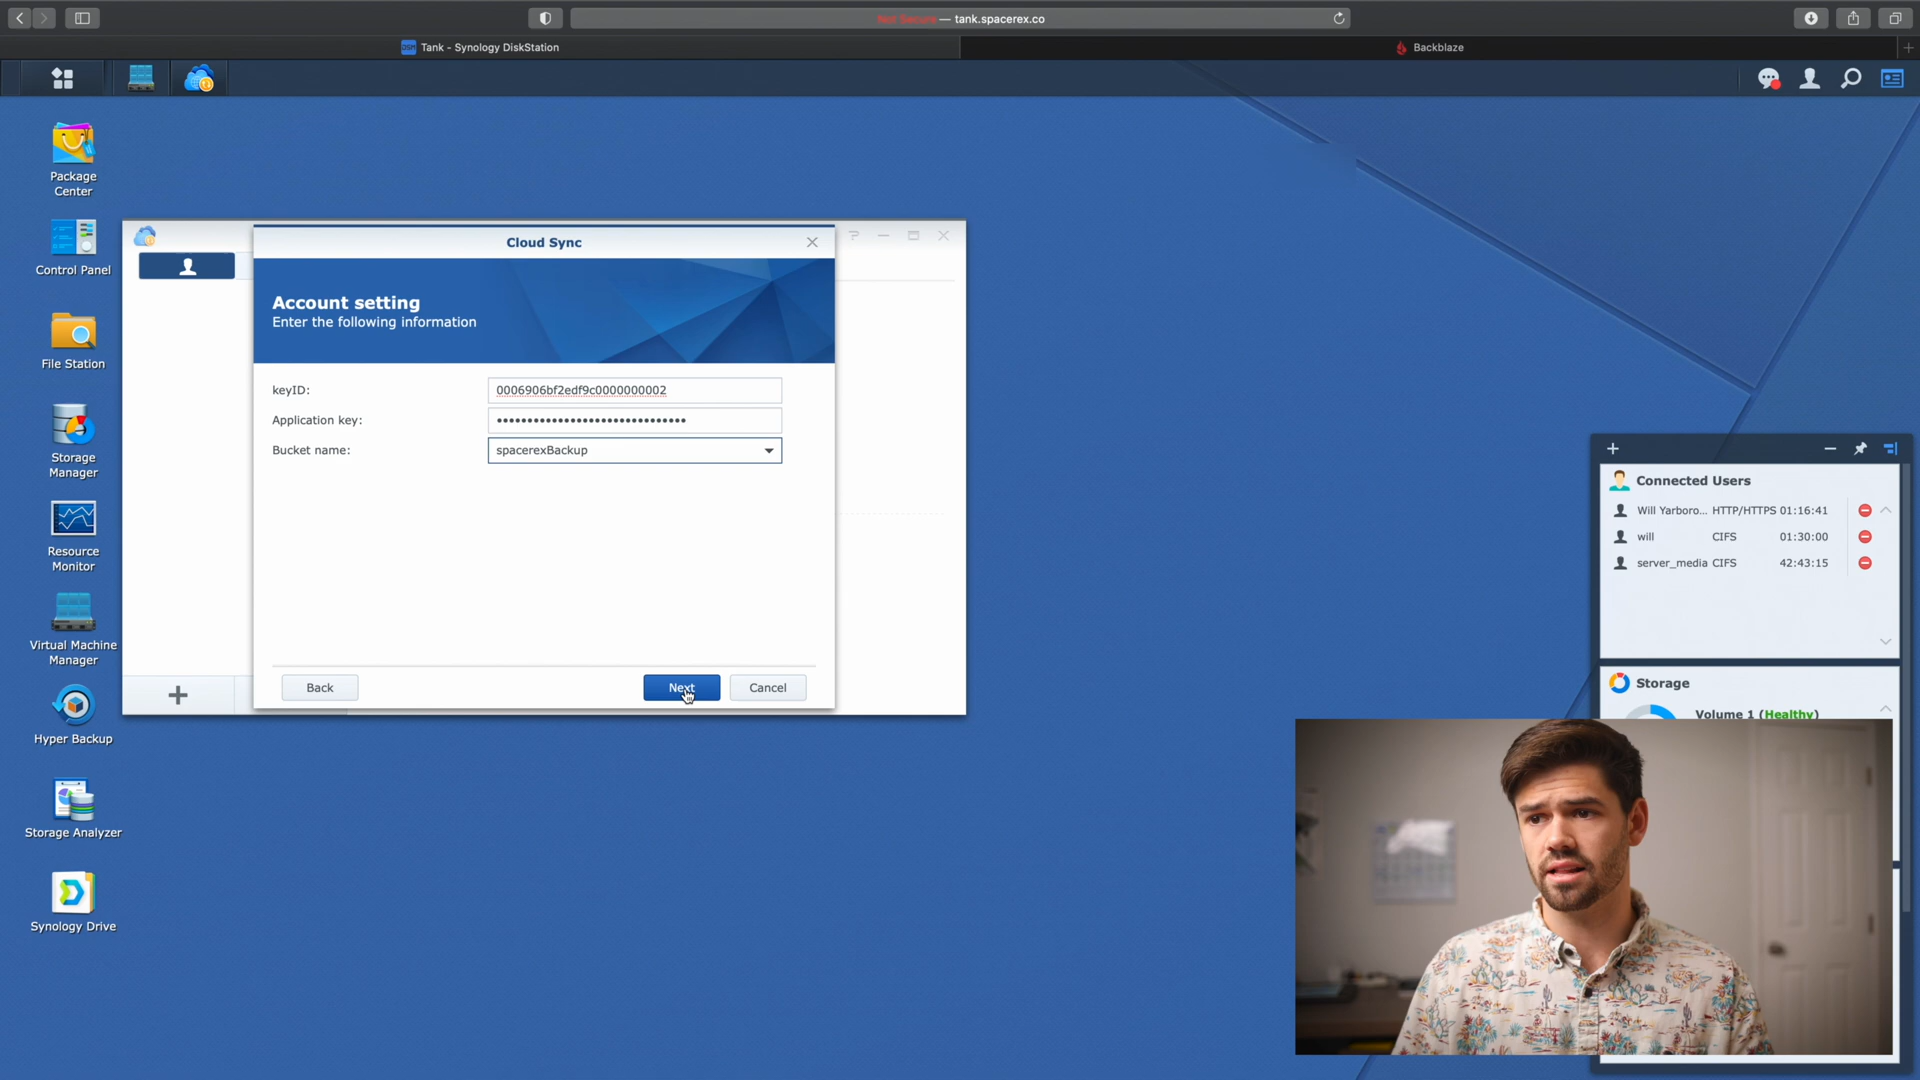 Not Secure — tank.spacerex.co
Tank - Synology DiskStation
Backblaze
Package
Center
Control Panel
File Station
Storage
Manager
Resource
Monitor
Virtual Machine
Manager
Hyper Backup
Storage Analyzer
Synology Drive
Cloud Sync
Account setting
Enter the following information
keyID:
0006906bf2edf9c0000000002
Application key:
•••••••••••••••••••••••••••••••
Bucket name:
spacerexBackup
Back
Next
Cancel
Connected Users
Will Yarboro... HTTP/HTTPS 01:16:41
will CIFS 01:30:00
server_media CIFS 42:43:15
Storage
Volume 1 (Healthy)